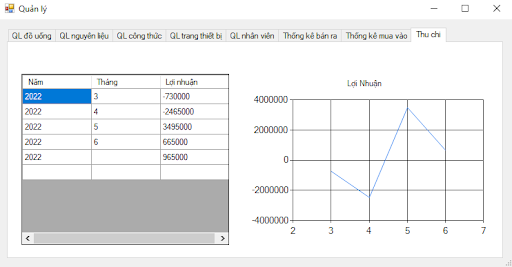 Quản lý
QL đồ uống QL nguyên liệu QL công thức QL trang thiết bị QL nhân viên Thống kê bán ra Thống kê mua vào Thu chi
Năm Tháng Lợi nhuận
2022 3 -730000
2022 4 -2465000
2022 5 3495000
2022 6 665000
2022 965000
Lợi Nhuận
4000000
2000000
0
-2000000
-4000000
2 3 4 5 6 7